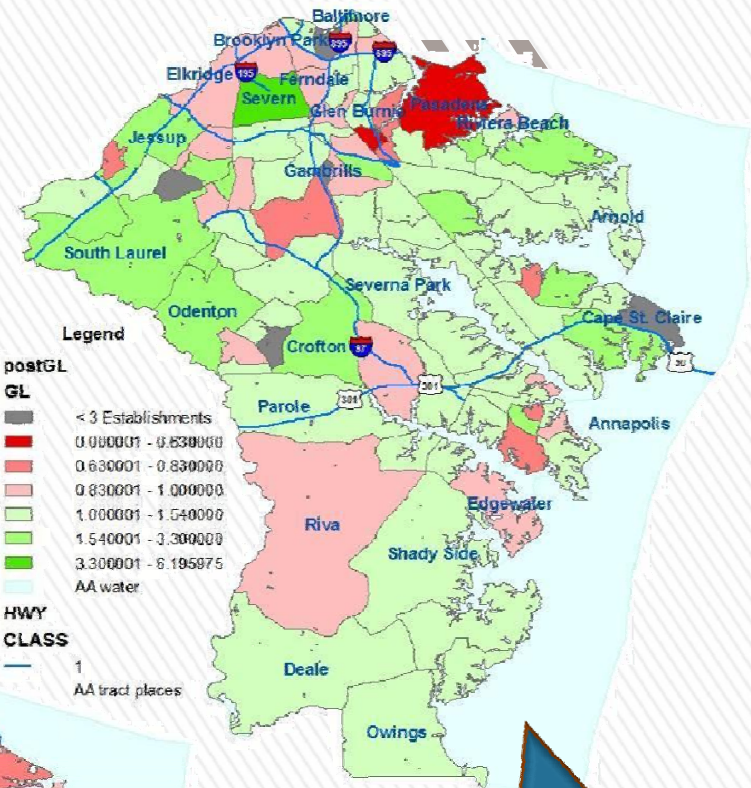 Baltimore
Brooklyn Park
895
695
Elkridge
195
Ferndale
Severn
Glen Burnie
Pasadena
Riviera Beach
Jessup
Gambrills
Arnold
South Laurel
Severna Park
Odenton
Cape St. Claire
Crofton
97
50
301
301
Parole
Annapolis
Edgewater
Riva
Shady Side
Deale
Owings
Legend
postGL
GL
< 3 Establishments
0.000001 - 0.630000
0.630001 - 0.830000
0.830001 - 1.000000
1.000001 - 1.540000
1.540001 - 3.300000
3.300001 - 6.195975
AA water
HWY
CLASS
1
AA tract places